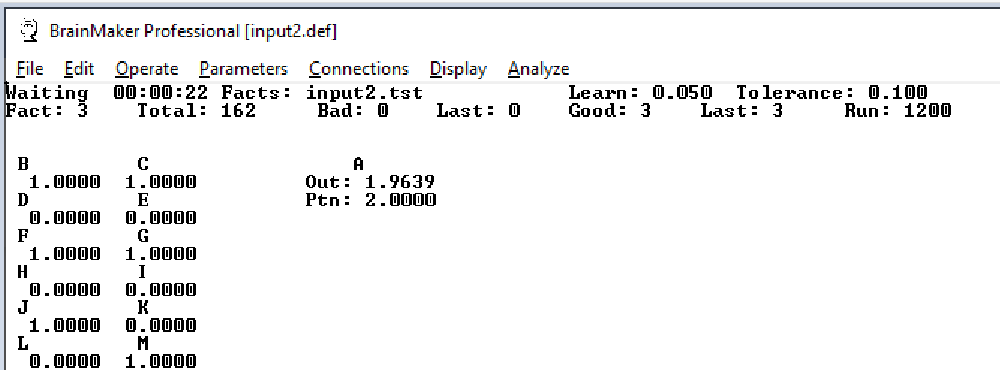 BrainMaker Professional [input2.def]
File Edit Operate Parameters Connections Display Analyze
Waiting 00:00:22 Facts: input2.tst Learn: 0.050 Tolerance: 0.100
Fact: 3 Total: 162 Bad: 0 Last: 0 Good: 3 Last: 3 Run: 1200
B C A
1.0000 1.0000 Out: 1.9639
D E Ptn: 2.0000
0.0000 0.0000
F G
1.0000 1.0000
H I
0.0000 0.0000
J K
1.0000 0.0000
L M
0.0000 1.0000